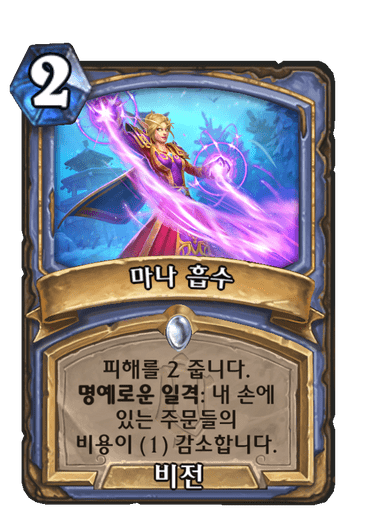 2
마나 흡수
피해를 2 줍니다.
명예로운 일격: 내 손에
있는 주문들의
비용이 (1) 감소합니다.
비전